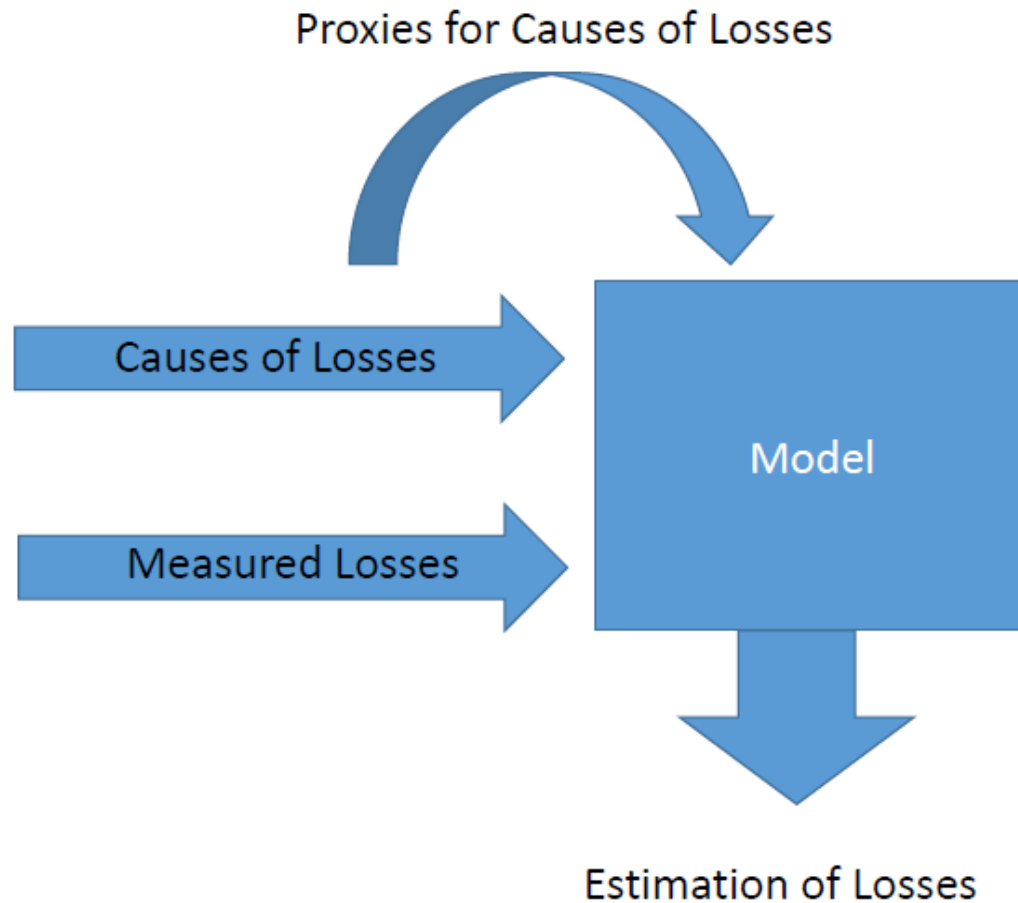 Proxies for Causes of Losses
Causes of Losses
Model
Measured Losses
Estimation of Losses